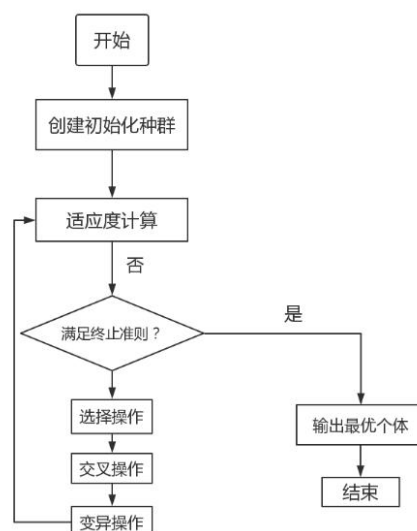 开始
创建初始化种群
适应度计算
否
满足终止准则？
是
选择操作
输出最优个体
交叉操作
结束
变异操作